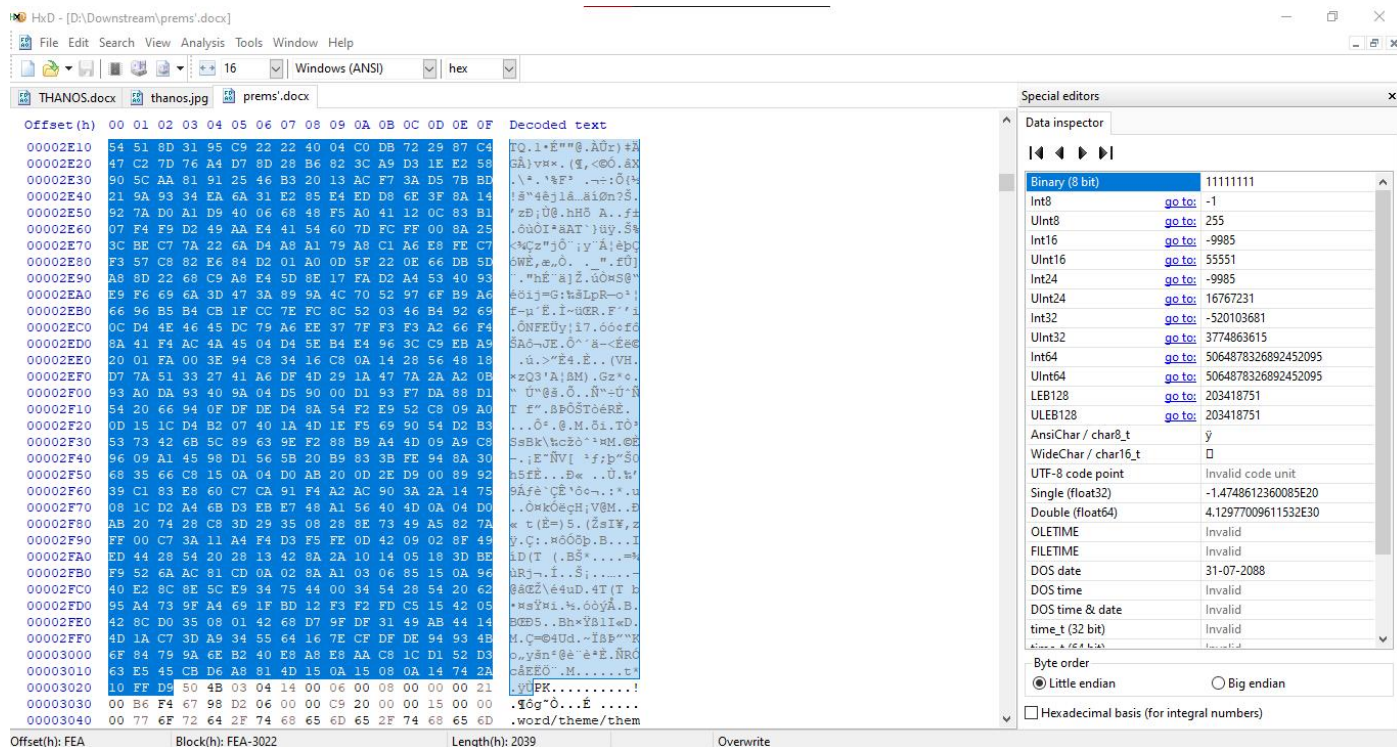 HxD - [D:\Downstream\prems'.docx]
File Edit Search View Analysis Tools Window Help
16 Windows (ANSI) hex
THANOS.docx thanos.jpg prems'.docx
Offset(h) 00 01 02 03 04 05 06 07 08 09 0A 0B 0C 0D 0E 0F Decoded text
00002E10 54 51 8D 31 95 C9 22 22 40 04 C0 DB 72 29 87 C4
00002E20 47 C2 7D 76 A4 D7 8D 28 B6 82 3C A9 D3 1E E2 58
00002E30 90 5C AA 81 91 25 46 B3 20 13 AC F7 3A D5 7B BD
00002E40 21 9A 93 34 EA 6A 31 E2 85 E4 ED D8 6E 3F 8A 14
00002E50 92 7A D0 A1 D9 40 06 68 48 F5 A0 41 12 0C 83 B1
00002E60 07 F4 F9 D2 49 AA E4 41 54 60 7D FC FF 00 8A 25
00002E70 3C BE C7 7A 22 6A D4 A8 A1 79 A8 C1 A6 E8 FE C7
00002E80 F3 57 C8 82 E6 84 D2 01 A0 0D 5F 22 0E 66 DB 5D
00002E90 A8 8D 22 68 C9 A8 E4 5D 8E 17 FA D2 A4 53 40 93
00002EA0 E9 F6 69 6A 3D 47 3A 89 9A 4C 70 52 97 6F B9 A6
00002EB0 66 96 B5 B4 CB 1F CC 7E FC 8C 52 03 46 B4 92 69
00002EC0 0C D4 4E 46 45 DC 79 A6 EE 37 7F F3 F3 A2 66 F4
00002ED0 8A 41 F4 AC 4A 45 04 D4 5E B4 E4 96 3C C9 EB A9
00002EE0 20 01 FA 00 3E 94 C8 34 16 C8 0A 14 28 56 48 18
00002EF0 D7 7A 51 33 27 41 A6 DF 4D 29 1A 47 7A 2A A2 0B
00002F00 93 A0 DA 93 40 9A 04 D5 90 00 D1 93 F7 DA 88 D1
00002F10 54 20 66 94 0F DF DE D4 8A 54 F2 E9 52 C8 09 A0
00002F20 0D 15 1C D4 B2 07 40 1A 4D 1E F5 69 90 54 D2 B3
00002F30 53 73 42 6B 5C 89 63 9E F2 88 B9 A4 4D 09 A9 C8
00002F40 96 09 A1 45 98 D1 56 5B 20 B9 83 3B FE 94 8A 30
00002F50 68 35 66 C8 15 0A 04 D0 AB 20 0D 2E D9 00 89 92
00002F60 39 C1 83 E8 60 C7 CA 91 F4 A2 AC 90 3A 2A 14 75
00002F70 08 1C D2 A4 6B D3 EB E7 48 A1 56 40 4D 0A 04 D0
00002F80 AB 20 74 28 C8 3D 29 35 08 28 8E 73 49 A5 82 7A
00002F90 FF 00 C7 3A 11 A4 F4 D3 F5 FE 0D 42 09 02 8F 49
00002FA0 ED 44 28 54 20 28 13 42 8A 2A 10 14 05 18 3D BE
00002FB0 F9 52 6A AC 81 CD 0A 02 8A A1 03 06 85 15 0A 96
00002FC0 40 E2 8C 8E 5C E9 34 75 44 00 34 54 28 54 20 62
00002FD0 95 A4 73 9F A4 69 1F BD 12 F3 F2 FD C5 15 42 05
00002FE0 42 8C D0 35 08 01 42 68 D7 9F DF 31 49 AB 44 14
00002FF0 4D 1A C7 3D A9 34 55 64 16 7E CF DF DE 94 93 4B
00003000 6F 84 79 9A 6E B2 40 E8 A8 E8 AA C8 1C D1 52 D3
00003010 63 E5 45 CB D6 A8 81 4D 15 0A 15 08 0A 14 74 2A
00003020 10 FF D9 50 4B 03 04 14 00 06 00 08 00 00 00 21 .ÿÙPK..........!
00003030 00 B6 F4 67 98 D2 06 00 00 C9 20 00 00 15 00 00 .¶ôg˜Ò...É .....
00003040 00 77 6F 72 64 2F 74 68 65 6D 65 2F 74 68 65 6D .word/theme/them
Special editors
Data inspector
Binary (8 bit) 11111111
Int8 go to: -1
UInt8 go to: 255
Int16 go to: -9985
UInt16 go to: 55551
Int24 go to: -9985
UInt24 go to: 16767231
Int32 go to: -520103681
UInt32 go to: 3774863615
Int64 go to: 5064878326892452095
UInt64 go to: 5064878326892452095
LEB128 go to: 203418751
ULEB128 go to: 203418751
AnsiChar / char8_t ÿ
WideChar / char16_t
UTF-8 code point Invalid code unit
Single (float32) -1.4748612360085E20
Double (float64) 4.12977009611532E30
OLETIME Invalid
FILETIME Invalid
DOS date 31-07-2088
DOS time Invalid
DOS time & date Invalid
time_t (32 bit) Invalid
Byte order
Little endian Big endian
Hexadecimal basis (for integral numbers)
Offset(h): FEA Block(h): FEA-3022 Length(h): 2039 Overwrite